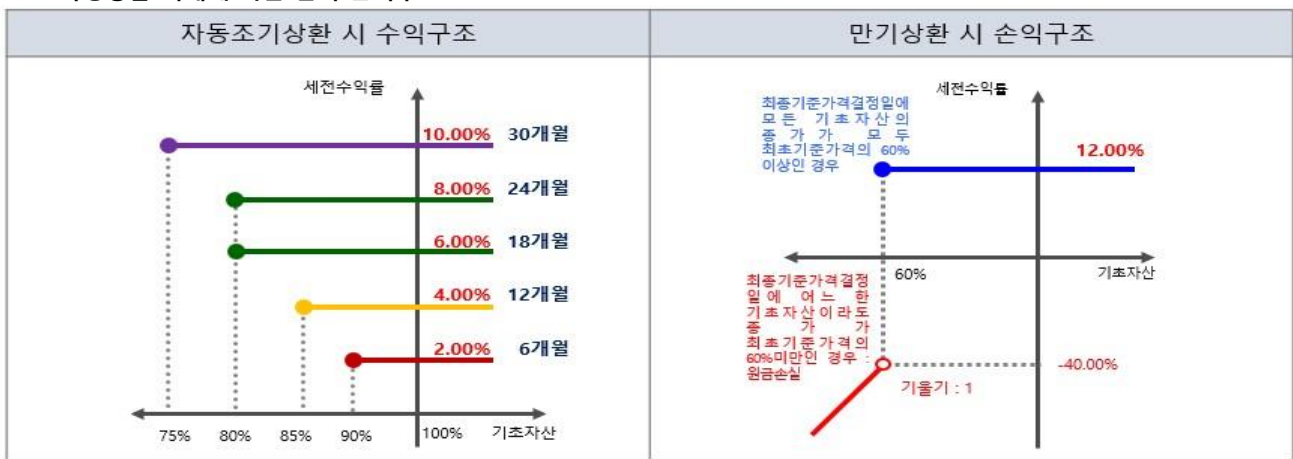 자동조기상환 시 수익구조
만기상환 시 손익구조
세전수익률
10.00% 30개월
8.00% 24개월
6.00% 18개월
4.00% 12개월
2.00% 6개월
75% 80% 85% 90% 100% 기초자산
최종기준가격결정일에
모든 기초자산의
종가가 모두
최초기준가격의 60%
이상인 경우
세전수익률
12.00%
60%
기초자산
최종기준가격결정
일에 어느 한
기초자산이라도
종가가
최초기준가격의
60%미만인 경우 :
원금손실
-40.00%
기울기 : 1